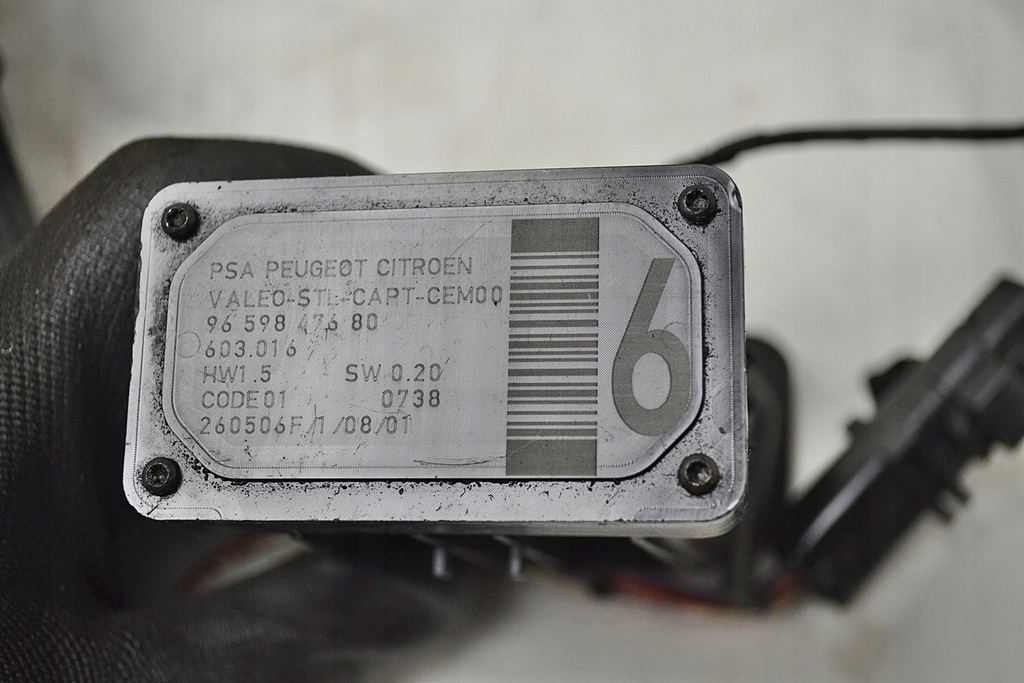 PSA PEUGEOT CITROEN
VALEO-STL-CAPT-CEM00
96 598 476 80
603.016
HW1.5 SW 0.20
CODE01 0738
260506F/1/08/01
6